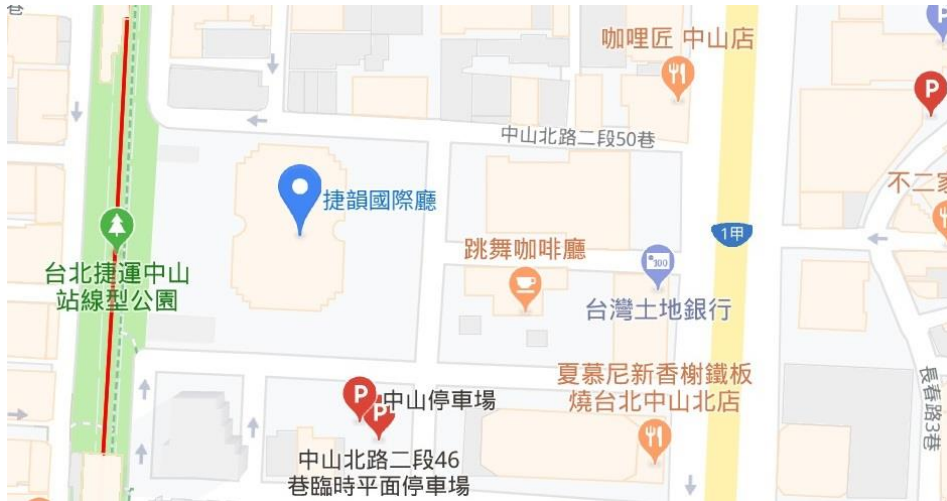 巷
咖哩匠 中山店
P
中山北路二段50巷
捷韻國際廳
不二家
1甲
跳舞咖啡廳
100
台北捷運中山
站線型公園
台灣土地銀行
夏慕尼新香榭鐵板
燒台北中山北店
長春路3巷
P
P
中山停車場
中山北路二段46
巷臨時平面停車場